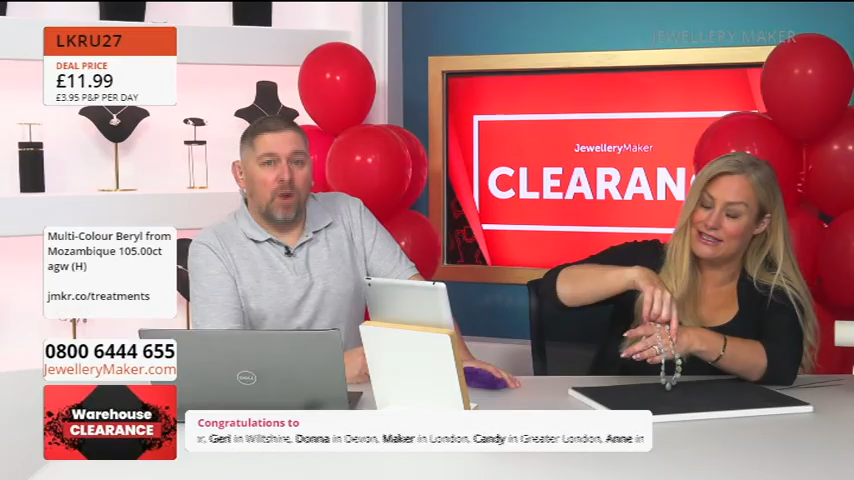 LKRU27
DEAL PRICE
£11.99
£3.95 P&P PER DAY
JEWELLERY MAKER
JewelleryMaker
CLEARAN
Multi-Colour Beryl from
Mozambique 105.00ct
agw (H)
jmkr.co/treatments
0800 6444 655
JewelleryMaker.com
DELL
Warehouse
CLEARANCE
Congratulations to
r, Geri in Wiltshire, Donna in Devon, Maker in London, Candy in Greater London, Anne in